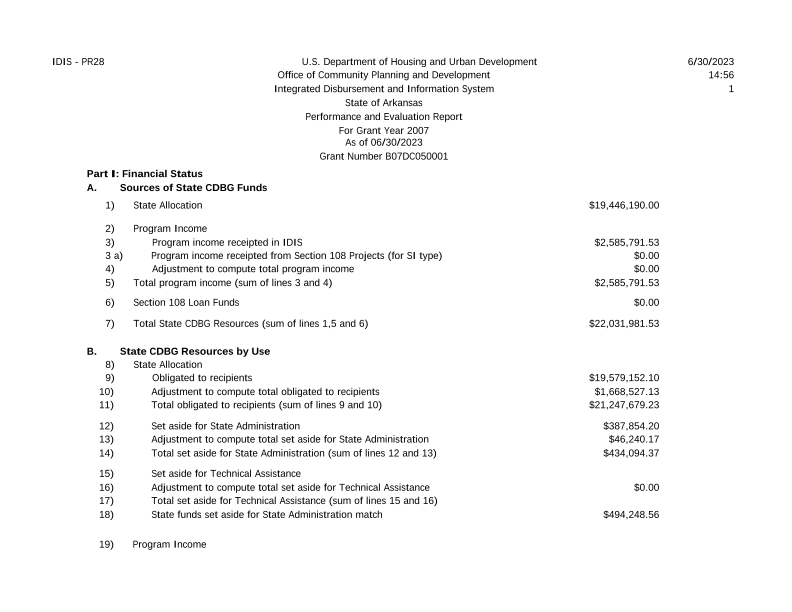 IDIS - PR28 U.S. Department of Housing and Urban Development 6/30/2023
Office of Community Planning and Development 14:56
Integrated Disbursement and Information System 1
State of Arkansas
Performance and Evaluation Report
For Grant Year 2007
As of 06/30/2023
Grant Number B07DC050001
Part I: Financial Status
A. Sources of State CDBG Funds
1) State Allocation $19,446,190.00
2) Program Income
3) Program income receipted in IDIS $2,585,791.53
3 a) Program income receipted from Section 108 Projects (for SI type) $0.00
4) Adjustment to compute total program income $0.00
5) Total program income (sum of lines 3 and 4) $2,585,791.53
6) Section 108 Loan Funds $0.00
7) Total State CDBG Resources (sum of lines 1,5 and 6) $22,031,981.53
B. State CDBG Resources by Use
8) State Allocation
9) Obligated to recipients $19,579,152.10
10) Adjustment to compute total obligated to recipients $1,668,527.13
11) Total obligated to recipients (sum of lines 9 and 10) $21,247,679.23
12) Set aside for State Administration $387,854.20
13) Adjustment to compute total set aside for State Administration $46,240.17
14) Total set aside for State Administration (sum of lines 12 and 13) $434,094.37
15) Set aside for Technical Assistance
16) Adjustment to compute total set aside for Technical Assistance $0.00
17) Total set aside for Technical Assistance (sum of lines 15 and 16)
18) State funds set aside for State Administration match $494,248.56
19) Program Income